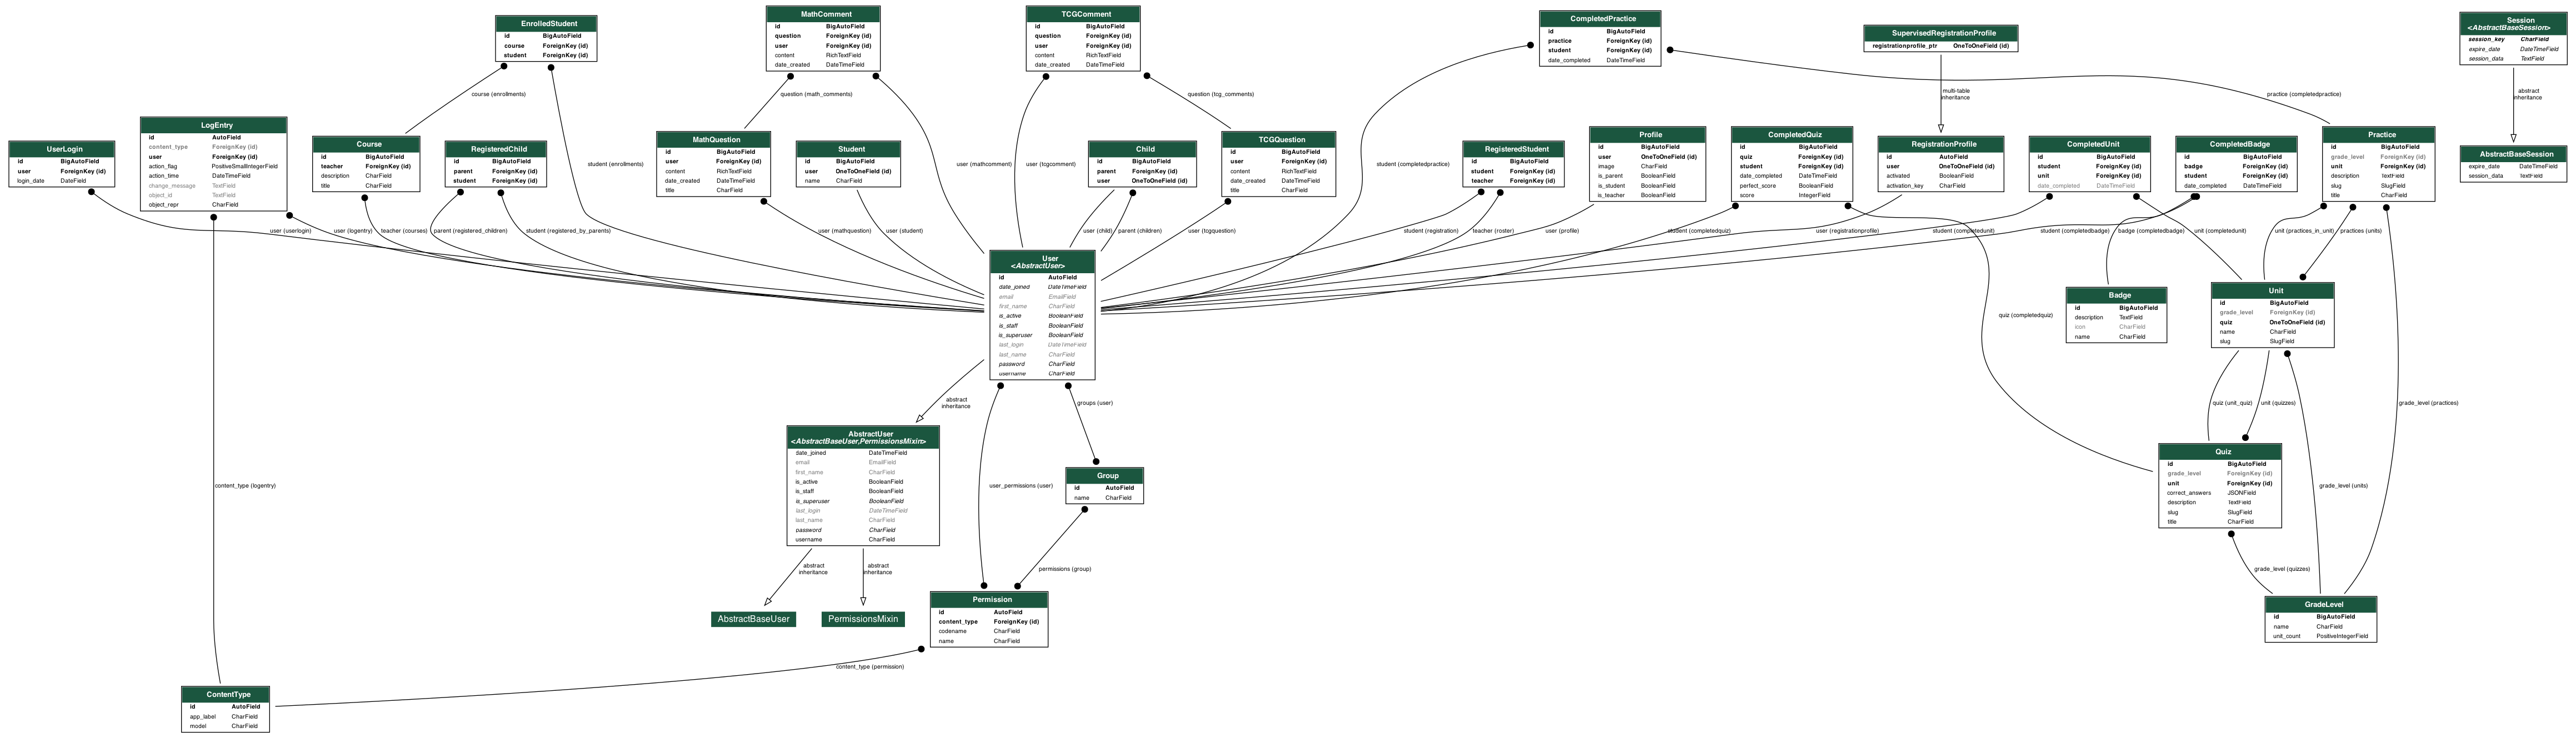 EnrolledStudent
id BigAutoField
course ForeignKey (id)
student ForeignKey (id)
MathComment
id BigAutoField
question ForeignKey (id)
user ForeignKey (id)
content RichTextField
date_created DateTimeField
TCGComment
id BigAutoField
question ForeignKey (id)
user ForeignKey (id)
content RichTextField
date_created DateTimeField
CompletedPractice
id BigAutoField
practice ForeignKey (id)
student ForeignKey (id)
date_completed DateTimeField
SupervisedRegistrationProfile
registrationprofile_ptr OneToOneField (id)
Session
<AbstractBaseSession>
session_key CharField
expire_date DateTimeField
session_data TextField
course (enrollments)
question (math_comments)
question (tcg_comments)
multi-table
inheritance
practice (completedpractice)
abstract
inheritance
UserLogin
id BigAutoField
user ForeignKey (id)
login_date DateField
LogEntry
id AutoField
content_type ForeignKey (id)
user ForeignKey (id)
action_flag PositiveSmallIntegerField
action_time DateTimeField
change_message TextField
object_id TextField
object_repr CharField
Course
id BigAutoField
teacher ForeignKey (id)
description CharField
title CharField
RegisteredChild
id BigAutoField
parent ForeignKey (id)
student ForeignKey (id)
student (enrollments)
MathQuestion
id BigAutoField
user ForeignKey (id)
content RichTextField
date_created DateTimeField
title CharField
Student
id BigAutoField
user OneToOneField (id)
name CharField
user (mathcomment)
user (tcgcomment)
Child
id BigAutoField
parent ForeignKey (id)
user OneToOneField (id)
TCGQuestion
id BigAutoField
user ForeignKey (id)
content RichTextField
date_created DateTimeField
title CharField
student (completedpractice)
RegisteredStudent
id BigAutoField
student ForeignKey (id)
teacher ForeignKey (id)
Profile
id BigAutoField
user OneToOneField (id)
image CharField
is_parent BooleanField
is_student BooleanField
is_teacher BooleanField
CompletedQuiz
id BigAutoField
quiz ForeignKey (id)
student ForeignKey (id)
date_completed DateTimeField
perfect_score BooleanField
score IntegerField
RegistrationProfile
id AutoField
user OneToOneField (id)
activated BooleanField
activation_key CharField
CompletedUnit
id BigAutoField
student ForeignKey (id)
unit ForeignKey (id)
date_completed DateTimeField
CompletedBadge
id BigAutoField
badge ForeignKey (id)
student ForeignKey (id)
date_completed DateTimeField
Practice
id BigAutoField
grade_level ForeignKey (id)
unit ForeignKey (id)
description TextField
slug SlugField
title CharField
AbstractBaseSession
expire_date DateTimeField
session_data TextField
user (userlogin)
user (logentry)
teacher (courses)
parent (registered_children)
student (registered_by_parents)
user (mathquestion)
user (student)
user (child)
parent (children)
user (tcgquestion)
student (registration)
teacher (roster)
user (profile)
student (completedquiz)
user (registrationprofile)
student (completedunit)
student (completedbadge)
badge (completedbadge)
unit (completedunit)
unit (practices_in_unit)
practices (units)
User
<AbstractUser>
id AutoField
date_joined DateTimeField
email EmailField
first_name CharField
is_active BooleanField
is_staff BooleanField
is_superuser BooleanField
last_login DateTimeField
last_name CharField
password CharField
username CharField
quiz (completedquiz)
Badge
id BigAutoField
description TextField
icon CharField
name CharField
Unit
id BigAutoField
grade_level ForeignKey (id)
quiz OneToOneField (id)
name CharField
slug SlugField
abstract
inheritance
groups (user)
quiz (unit_quiz)
unit (quizzes)
grade_level (practices)
AbstractUser
<AbstractBaseUser,PermissionsMixin>
date_joined DateTimeField
email EmailField
first_name CharField
is_active BooleanField
is_staff BooleanField
is_superuser BooleanField
last_login DateTimeField
last_name CharField
password CharField
username CharField
content_type (logentry)
user_permissions (user)
Group
id AutoField
name CharField
Quiz
id BigAutoField
grade_level ForeignKey (id)
unit ForeignKey (id)
correct_answers JSONField
description TextField
slug SlugField
title CharField
grade_level (units)
abstract
inheritance
abstract
inheritance
permissions (group)
grade_level (quizzes)
AbstractBaseUser
PermissionsMixin
Permission
id AutoField
content_type ForeignKey (id)
codename CharField
name CharField
GradeLevel
id BigAutoField
name CharField
unit_count PositiveIntegerField
content_type (permission)
ContentType
id AutoField
app_label CharField
model CharField